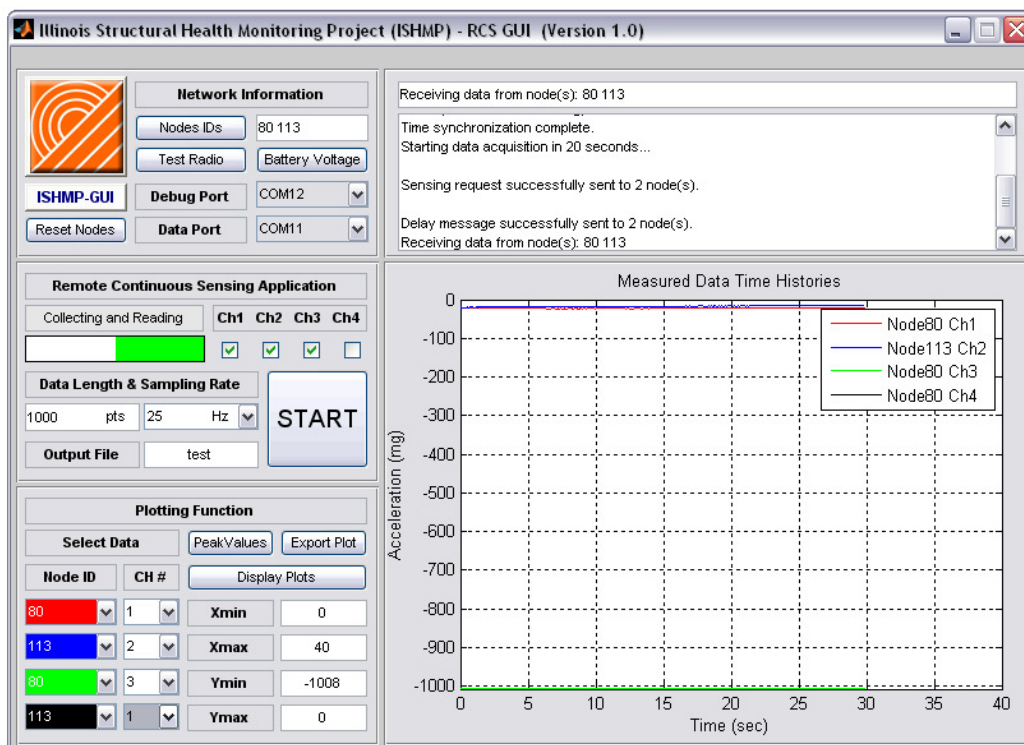 Illinois Structural Health Monitoring Project (ISHMP) - RCS GUI (Version 1.0)
Network Information
Nodes IDs 80 113
Test Radio Battery Voltage
ISHMP-GUI Debug Port COM12
Reset Nodes Data Port COM11
Receiving data from node(s): 80 113
Time synchronization complete.
Starting data acquisition in 20 seconds...
Sensing request successfully sent to 2 node(s).
Delay message successfully sent to 2 node(s).
Receiving data from node(s): 80 113
Remote Continuous Sensing Application
Collecting and Reading Ch1 Ch2 Ch3 Ch4
Data Length & Sampling Rate
1000 pts 25 Hz START
Output File test
Plotting Function
Select Data PeakValues Export Plot
Node ID CH # Display Plots
80 1 Xmin 0
113 2 Xmax 40
80 3 Ymin -1008
113 1 Ymax 0
Measured Data Time Histories
Node80 Ch1
Node113 Ch2
Node80 Ch3
Node80 Ch4
Acceleration (mg)
0
-100
-200
-300
-400
-500
-600
-700
-800
-900
-1000
0 5 10 15 20 25 30 35 40
Time (sec)